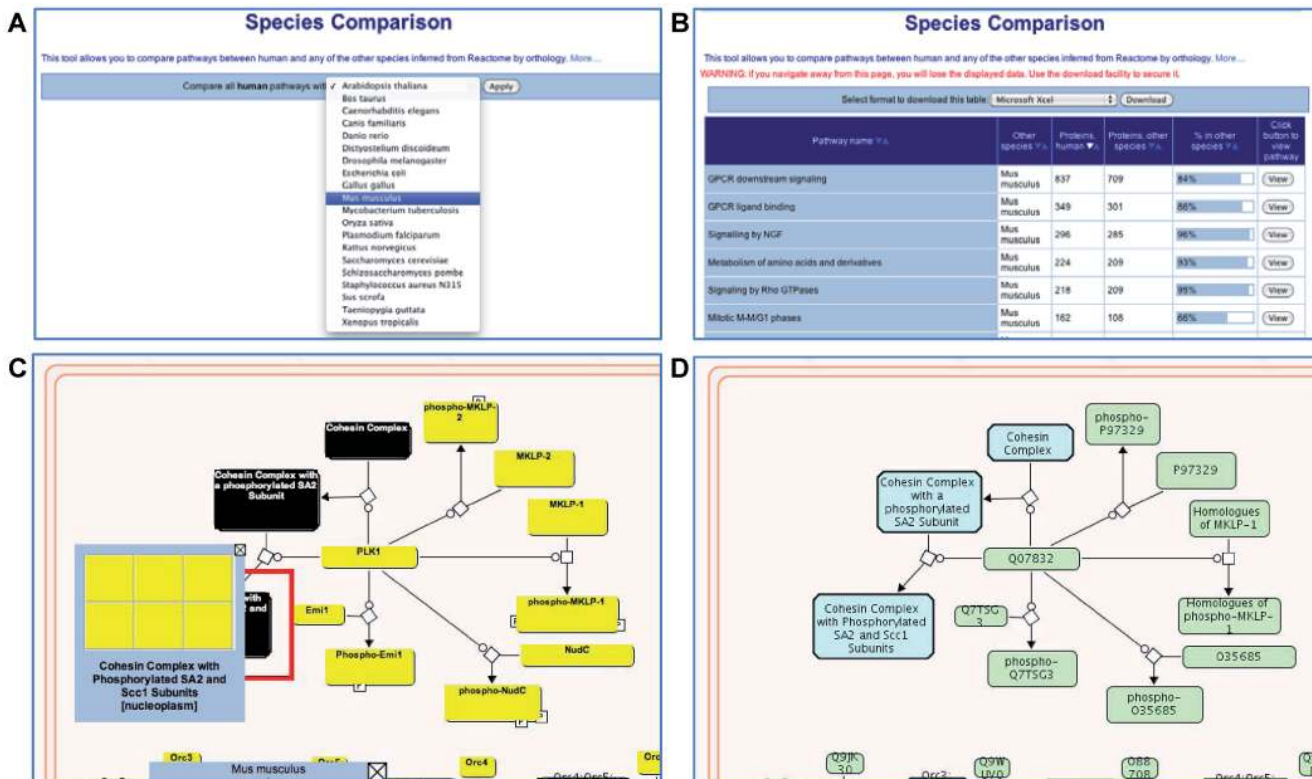 A
Species Comparison
This tool allows you to compare pathways between human and any of the other species inferred from Reactome by orthology. More...
Compare all human pathways with
✓ Arabidopsis thaliana
Bos taurus
Caenorhabditis elegans
Canis familiaris
Danio rerio
Dictyostelium discoideum
Drosophila melanogaster
Escherichia coli
Gallus gallus
Mus musculus
Mycobacterium tuberculosis
Oryza sativa
Plasmodium falciparum
Rattus norvegicus
Saccharomyces cerevisiae
Schizosaccharomyces pombe
Staphylococcus aureus N315
Sus scrofa
Taeniopygia guttata
Xenopus tropicalis
Apply
B
Species Comparison
This tool allows you to compare pathways between human and any of the other species inferred from Reactome by orthology. More...
WARNING: if you navigate away from this page, you will lose the displayed data. Use the download facility to secure it.
Select format to download this table Microsoft Xcel Download
Pathway name
Other species
Proteins, human
Proteins, other species
% in other species
Click button to view pathway
GPCR downstream signaling Mus musculus 837 709 84% View
GPCR ligand binding Mus musculus 349 301 86% View
Signalling by NGF Mus musculus 296 285 96% View
Metabolism of amino acids and derivatives Mus musculus 224 209 93% View
Signaling by Rho GTPases Mus musculus 218 209 95% View
Mitotic M-M/G1 phases Mus musculus 162 108 66% View
C
phospho-MKLP-
2
Cohesin Complex
MKLP-2
Cohesin Complex with
a phosphorylated SA2
Subunit
MKLP-1
PLK1
with
2 and
Emi1
phospho-MKLP-1
P
Phospho-Emi1
P
NudC
phospho-NudC
P
P
Cohesin Complex with
Phosphorylated SA2 and
Scc1 Subunits
[nucleoplasm]
Orc3
Mus musculus
Orc4
Orc
D
phospho-
P97329
Cohesin
Complex
P97329
Cohesin Complex
with a
phosphorylated
SA2 Subunit
Homologues
of MKLP-1
Q07832
Cohesin Complex
with Phosphorylated
SA2 and Scc1
Subunits
Q7TSG
3
Homologues of
phospho-MKLP-
1
phospho-
Q7TSG3
O35685
phospho-
O35685
Q9JK
30
Orc2:
Q9W
UV0
O88
708